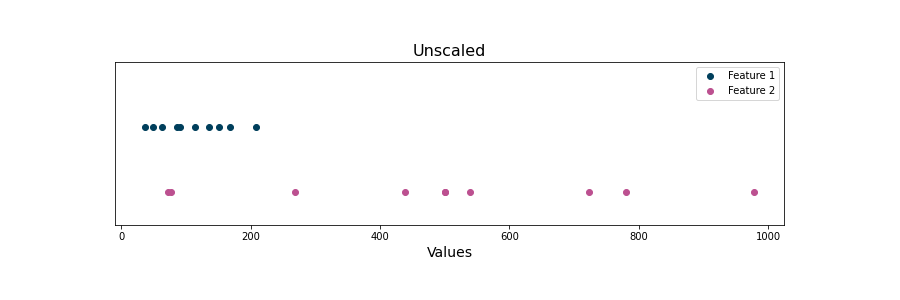 Unscaled
Feature 1
Feature 2
0 200 400 600 800 1000
Values